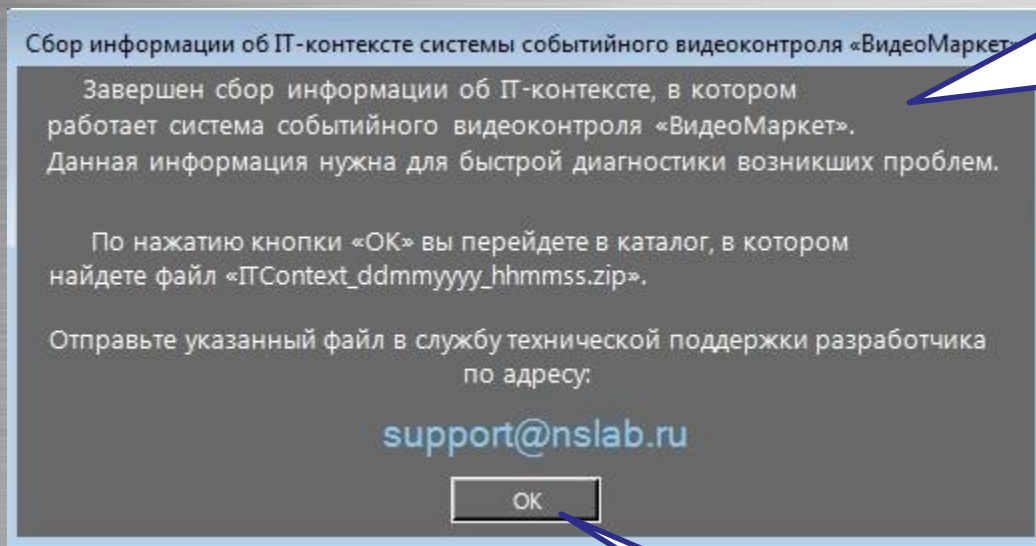 Сбор информации об IT-контексте системы событийного видеоконтроля «ВидеоМаркет»
Завершен сбор информации об IT-контексте, в котором
работает система событийного видеоконтроля «ВидеоМаркет».
Данная информация нужна для быстрой диагностики возникших проблем.
По нажатию кнопки «ОК» вы перейдете в каталог, в котором
найдете файл «ITContext_ddmmyyyy_hhmmss.zip».
Отправьте указанный файл в службу технической поддержки разработчика
по адресу:
support@nslab.ru
ОК